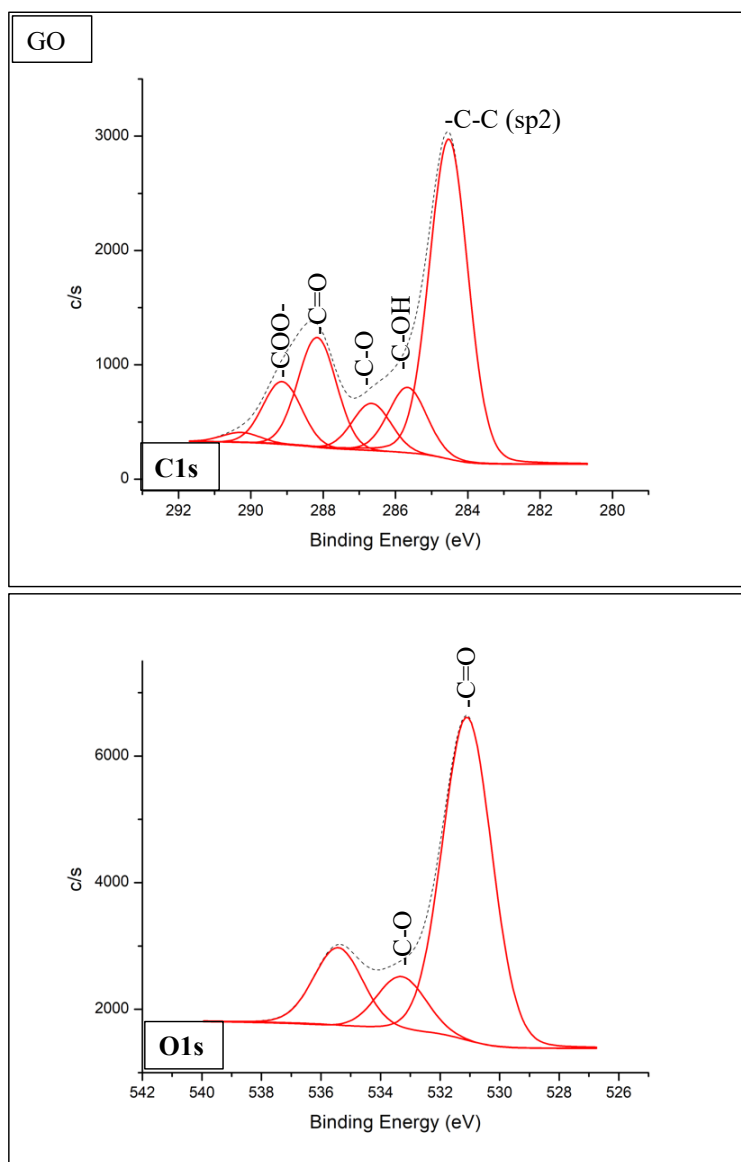 GO
-C-C (sp2)
-COO-
-C=O
-C-O
-C-OH
3000
2000
1000
0
c/s
C1s
292
290
288
286
284
282
280
Binding Energy (eV)
-C=O
-C-O
6000
4000
2000
c/s
O1s
542
540
538
536
534
532
530
528
526
Binding Energy (eV)